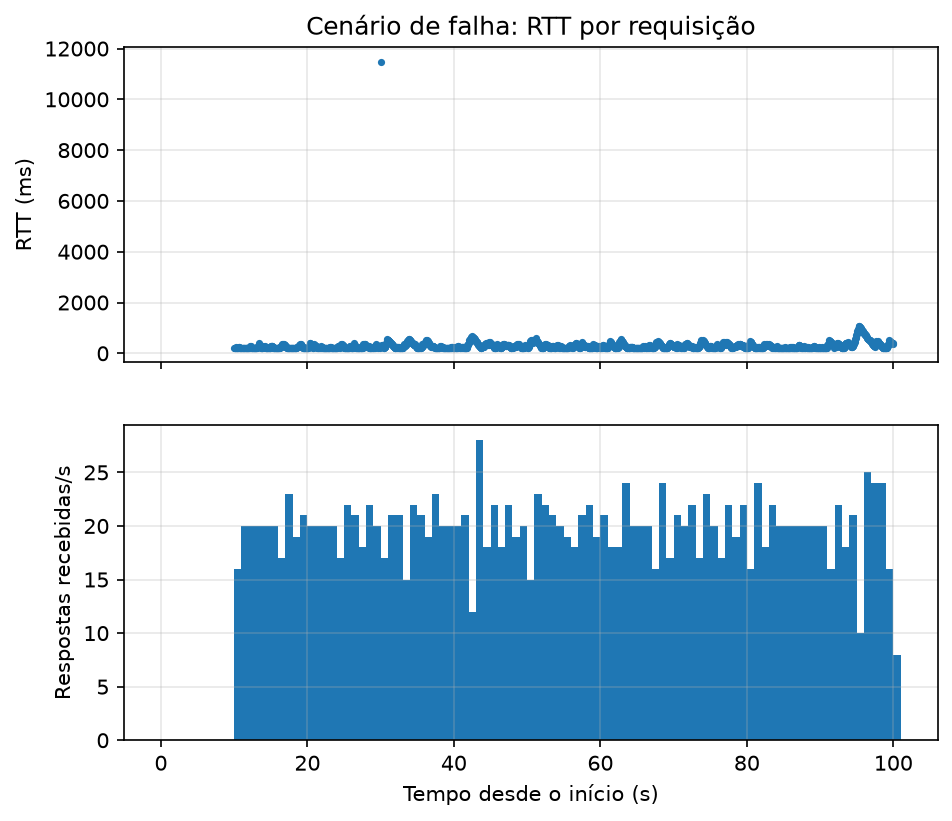 Cenário de falha: RTT por requisição
12000
10000
8000
6000
4000
2000
0
RTT (ms)
25
20
15
10
5
0
Respostas recebidas/s
0 20 40 60 80 100
Tempo desde o início (s)